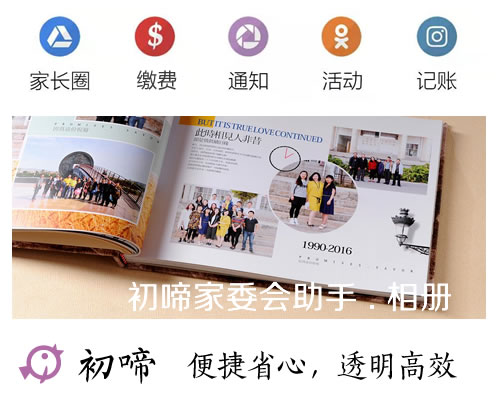 家长圈 缴费 通知 活动 记账
BUT IT IS TRUE LOVE CONTINUED
此時相見人非昔
1990-2016
初啼家委会助手.相册
初啼 便捷省心，透明高效